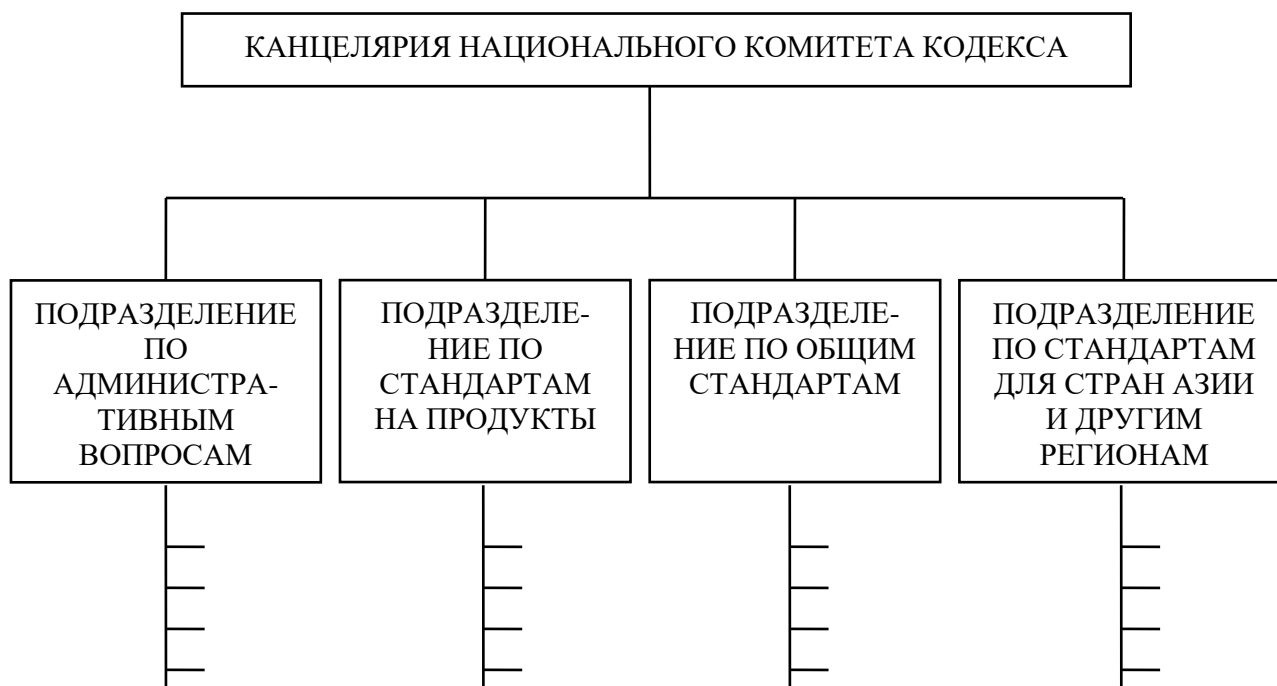 КАНЦЕЛЯРИЯ НАЦИОНАЛЬНОГО КОМИТЕТА КОДЕКСА
ПОДРАЗДЕЛЕНИЕ
ПО
АДМИНИСТРА-
ТИВНЫМ
ВОПРОСАМ
ПОДРАЗДЕЛЕ-
НИЕ ПО
СТАНДАРТАМ
НА ПРОДУКТЫ
ПОДРАЗДЕЛЕ-
НИЕ ПО ОБЩИМ
СТАНДАРТАМ
ПОДРАЗДЕЛЕНИЕ
ПО СТАНДАРТАМ
ДЛЯ СТРАН АЗИИ
И ДРУГИМ
РЕГИОНАМ